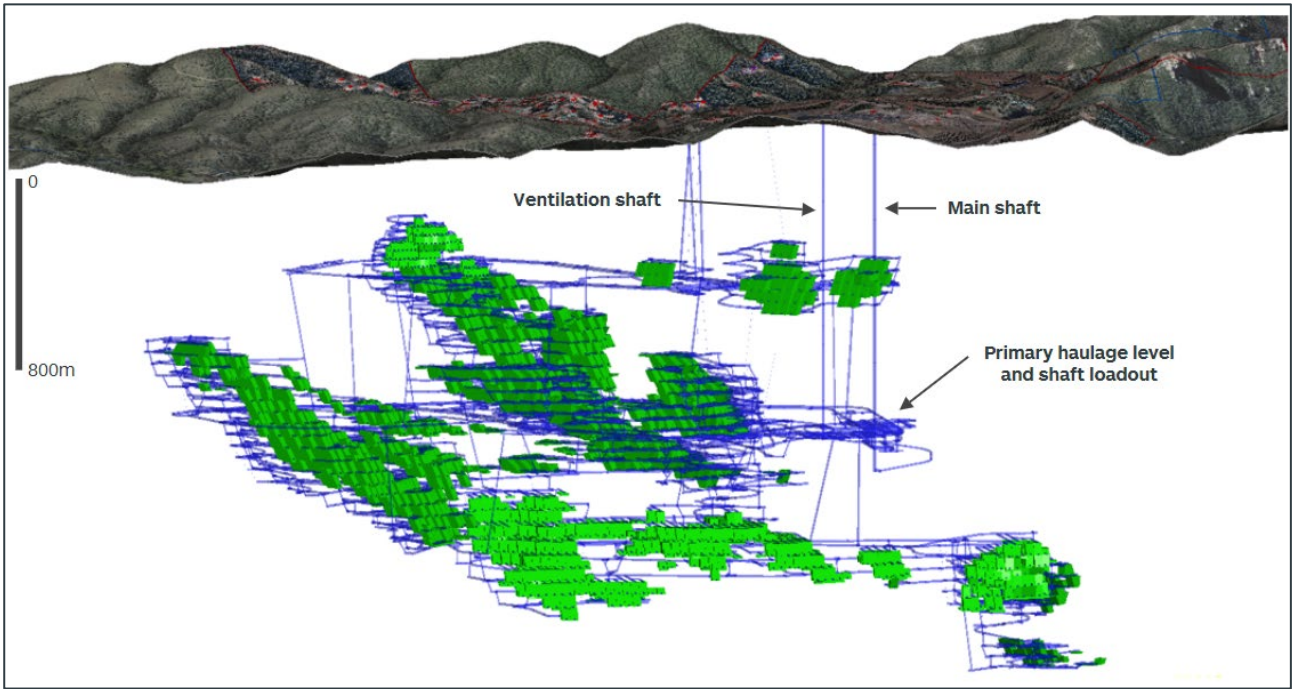 0
Ventilation shaft
Main shaft
Primary haulage level
and shaft loadout
800m